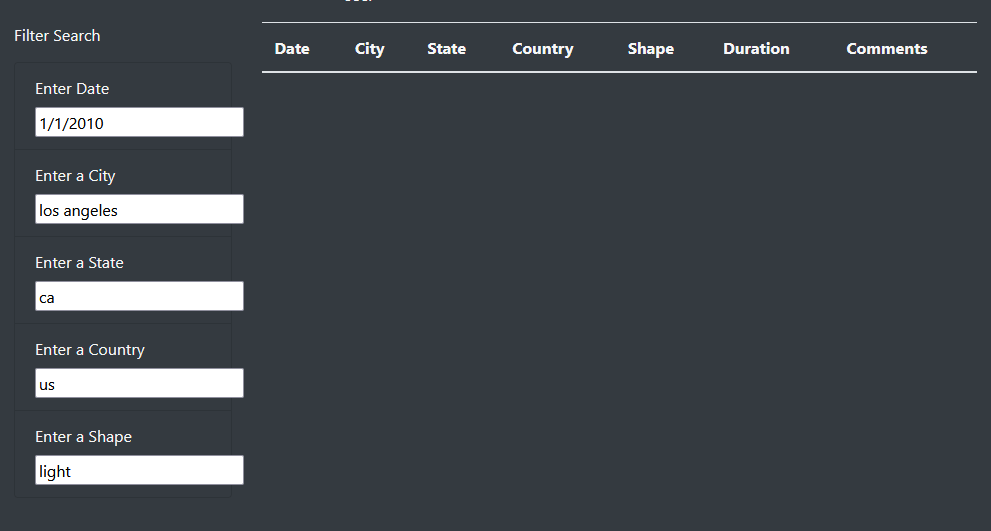 Filter Search
Date City State Country Shape Duration Comments
Enter Date
1/1/2010
Enter a City
los angeles
Enter a State
ca
Enter a Country
us
Enter a Shape
light